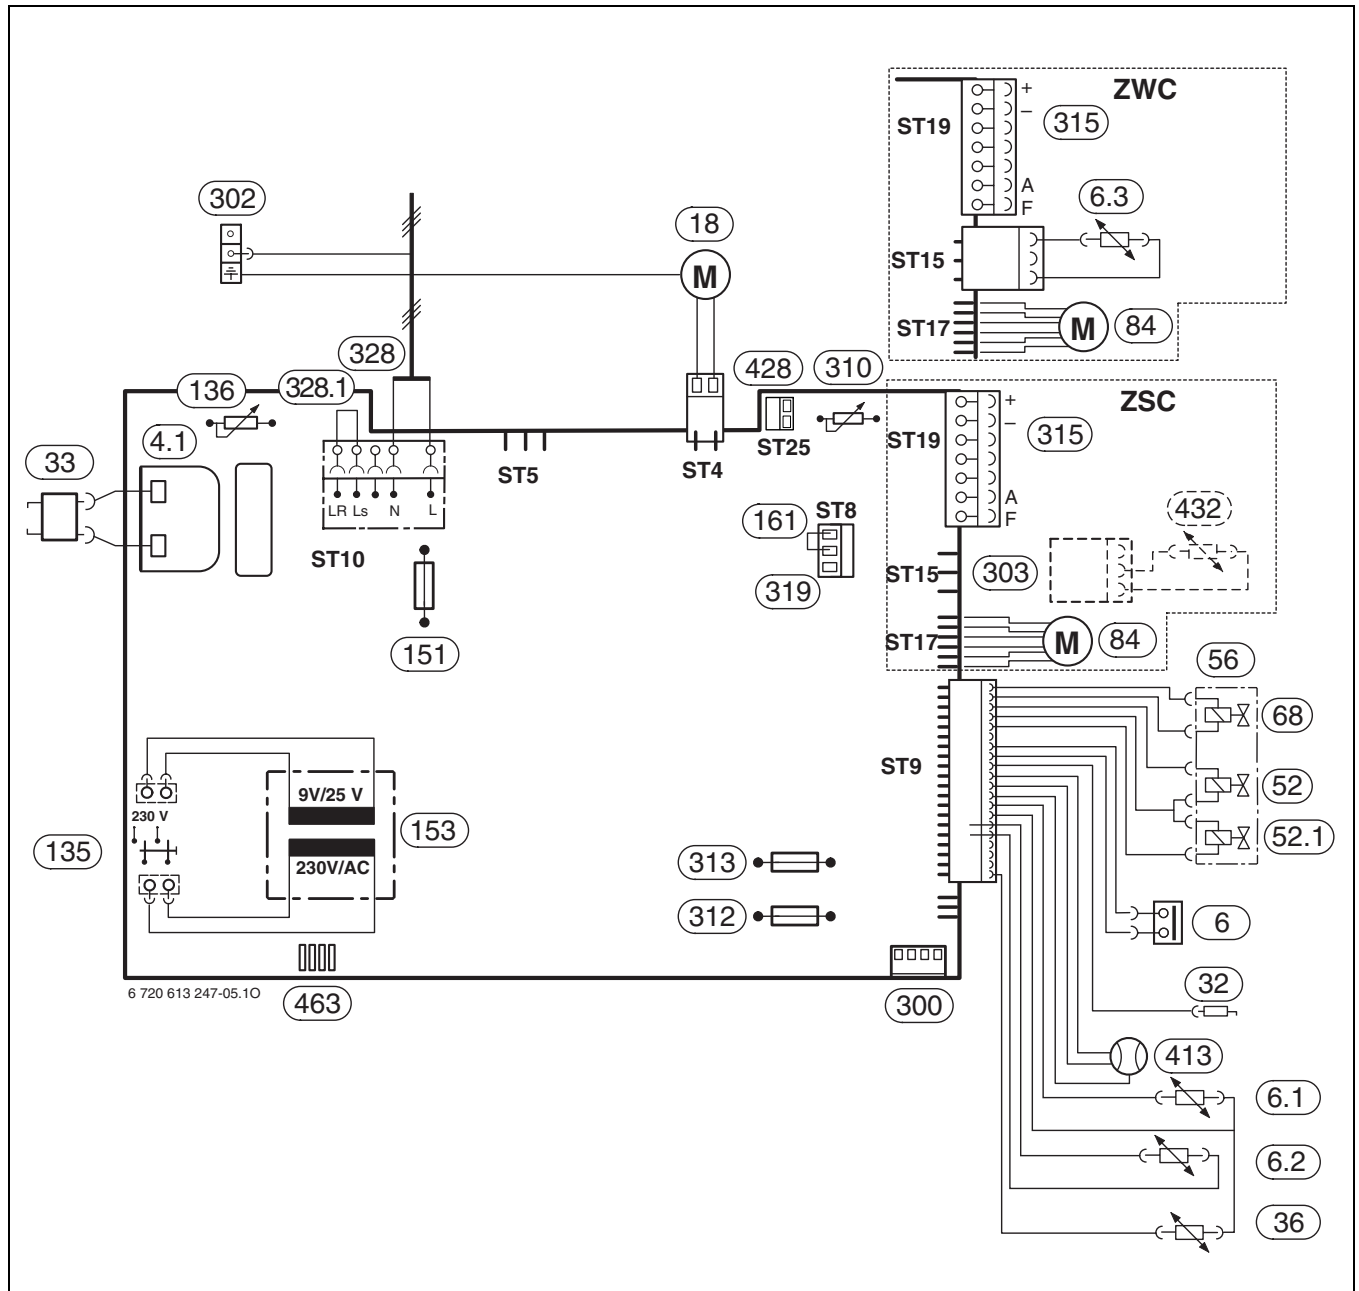 ZWC
+
–
ST19
315
A
F
6.3
ST15
ST17
M
84
302
18
M
328
428
310
136
328.1
ZSC
4.1
+
–
ST19
315
33
ST25
ST5
ST4
LR Ls N L
A
F
432
161
ST8
ST10
319
ST15
303
151
ST17
M
84
56
68
ST9
52
9V/25 V
230 V
153
135
52.1
230V/AC
313
312
6
463
300
32
6 720 613 247-05.1O
413
6.1
6.2
36